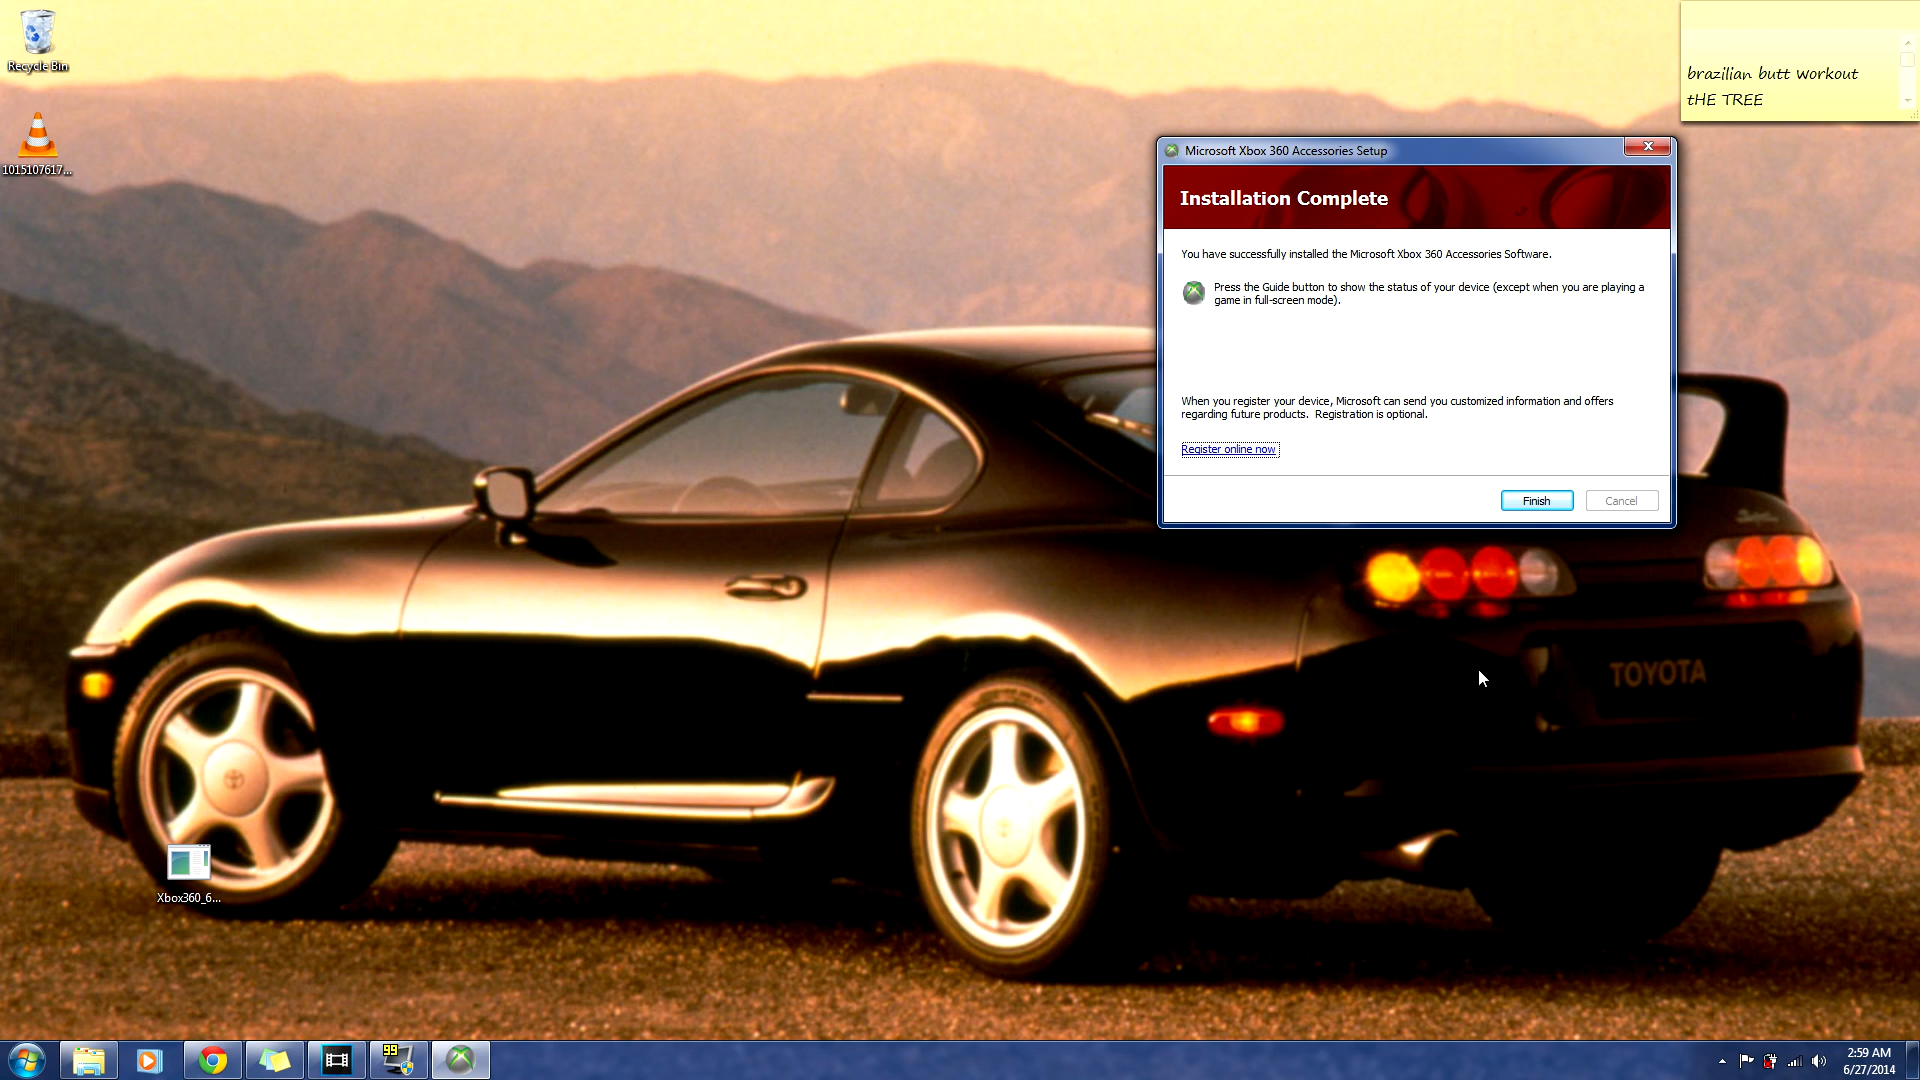 Recycle Bin
1015107617...
brazilian butt workout
tHE TREE
Microsoft Xbox 360 Accessories Setup
Installation Complete
You have successfully installed the Microsoft Xbox 360 Accessories Software.
Press the Guide button to show the status of your device (except when you are playing a
game in full-screen mode).
When you register your device, Microsoft can send you customized information and offers
regarding future products.  Registration is optional.
Register online now
Finish
Cancel
TOYOTA
Xbox360_6...
99
2:59 AM
6/27/2014